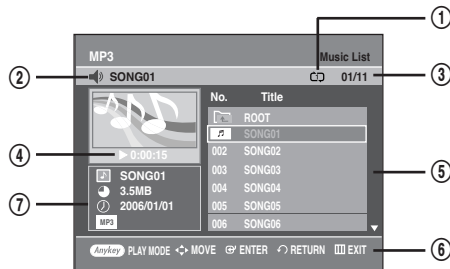 ①
MP3 Music List
② SONG01 01/11 ③
No. Title
ROOT
SONG01
④ 0:00:15
002 SONG02
003 SONG03
004 SONG04
005 SONG05
006 SONG06
⑤
⑦
SONG01
3.5MB
2006/01/01
MP3
Anykey PLAY MODE MOVE ENTER RETURN EXIT ⑥